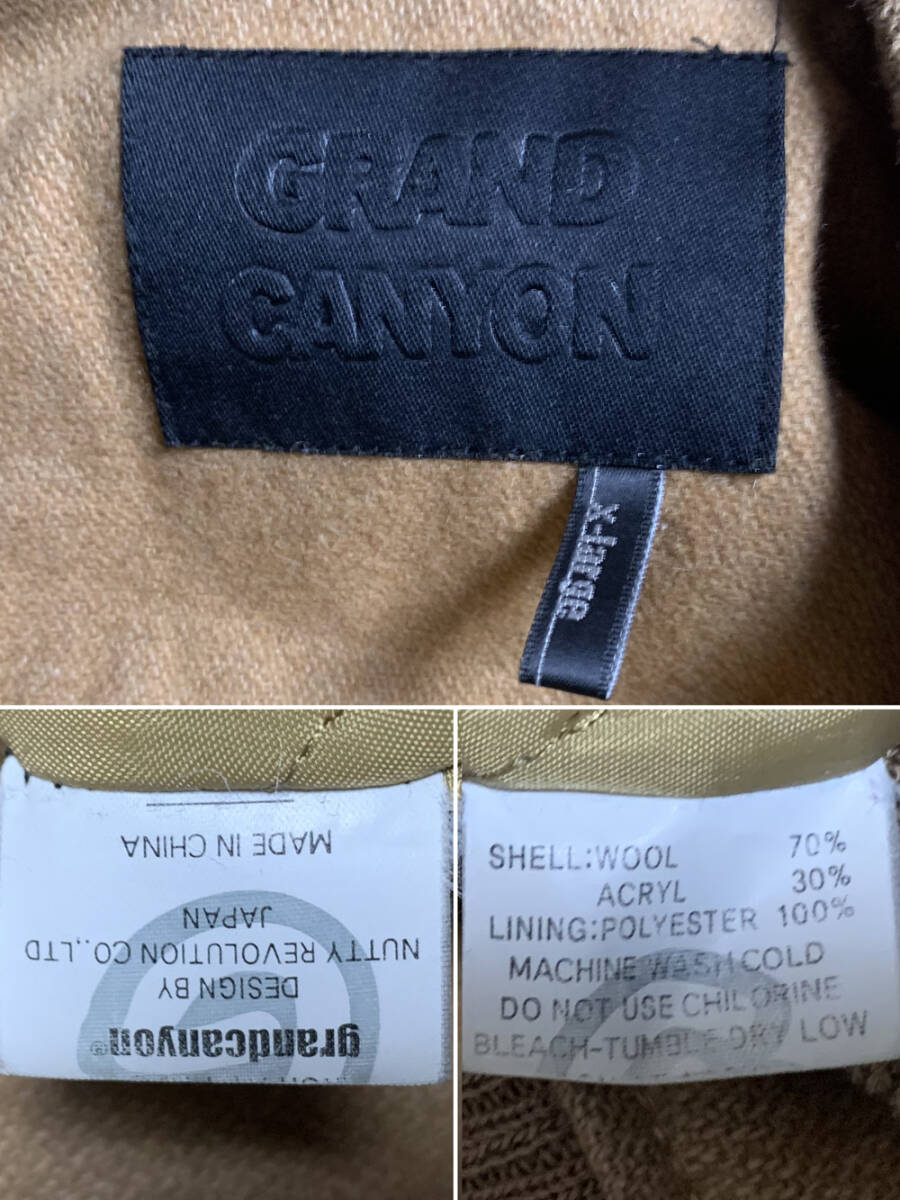 GRAND
CANYON
x-large
grandcanyon®
DESIGN BY
NUTTY REVOLUTION CO.,LTD
JAPAN
MADE IN CHINA
SHELL:WOOL 70%
ACRYL 30%
LINING:POLYESTER 100%
MACHINE WASH COLD
DO NOT USE CHILORINE
BLEACH-TUMBLE DRY LOW